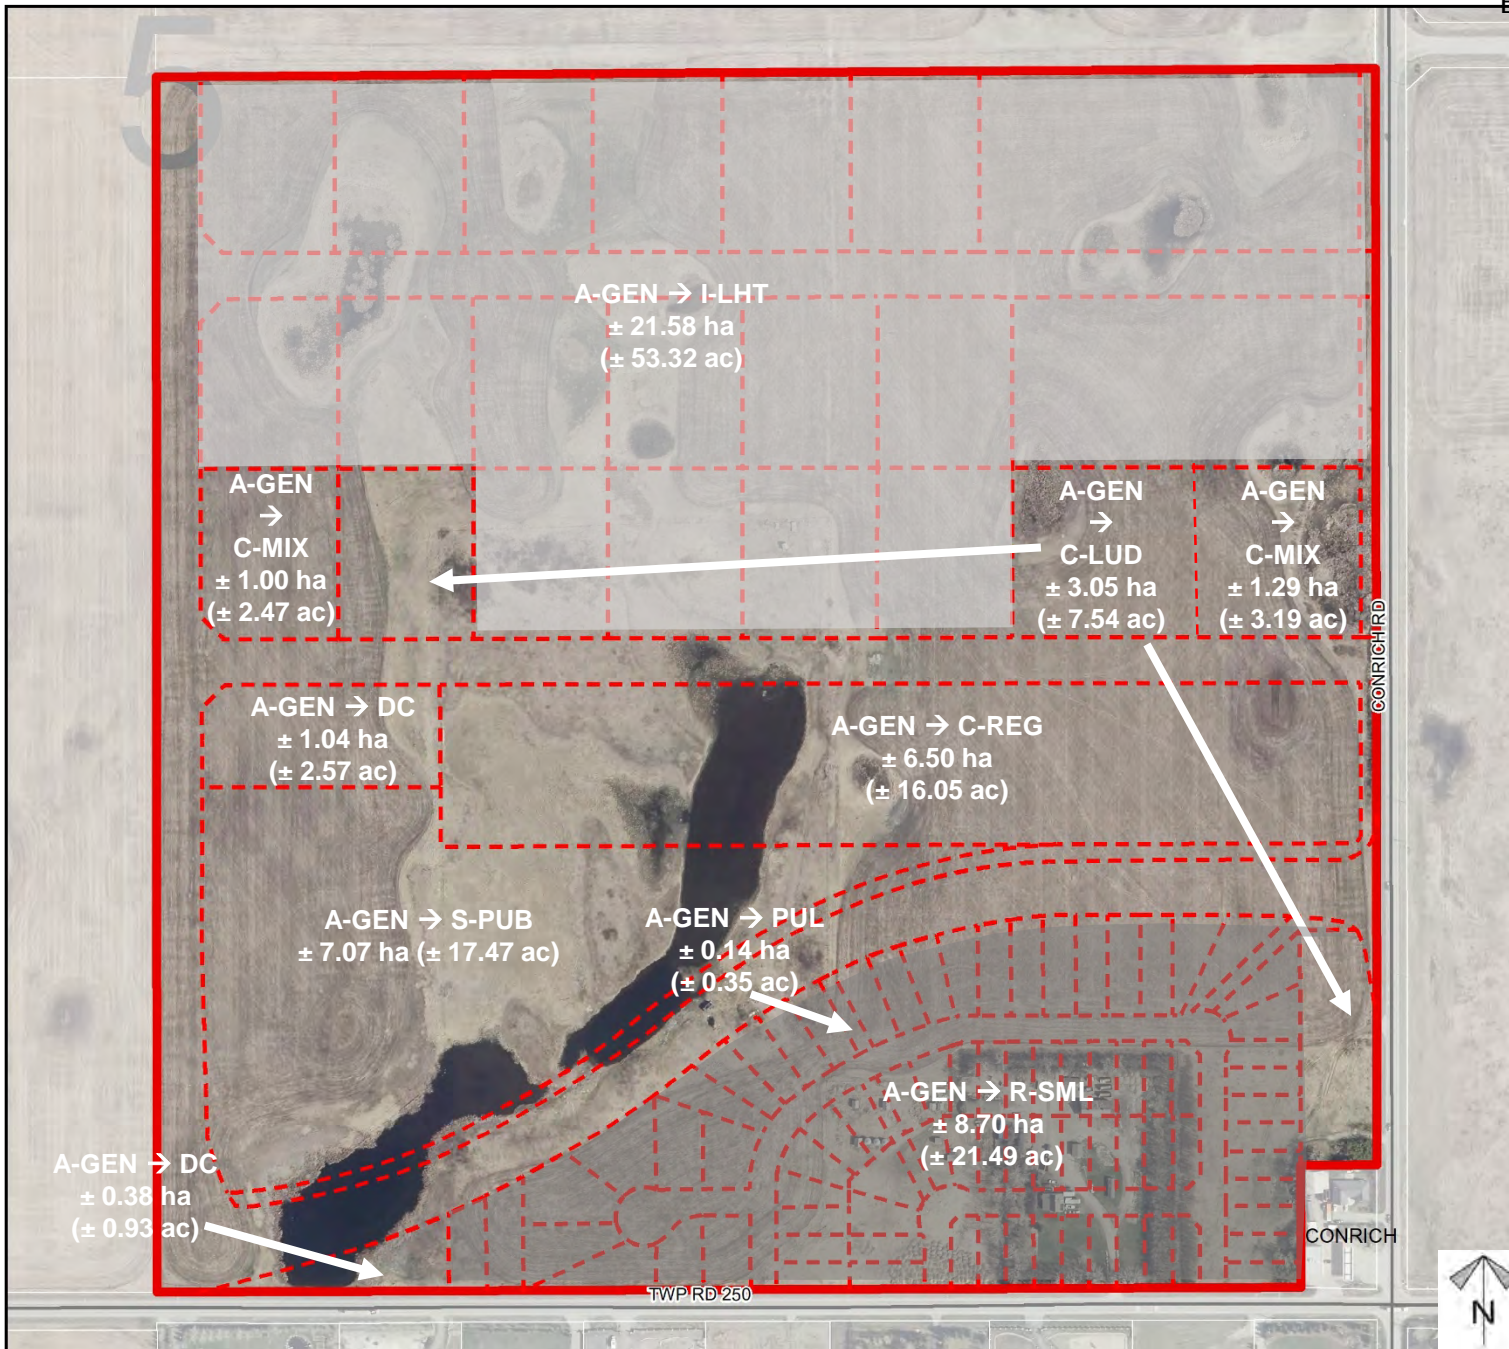 5
A-GEN → I-LHT
± 21.58 ha
(± 53.32 ac)
A-GEN
→
C-MIX
± 1.00 ha
(± 2.47 ac)
A-GEN
→
C-LUD
± 3.05 ha
(± 7.54 ac)
A-GEN
→
C-MIX
± 1.29 ha
(± 3.19 ac)
CONRICH RD
A-GEN → DC
± 1.04 ha
(± 2.57 ac)
A-GEN → C-REG
± 6.50 ha
(± 16.05 ac)
A-GEN → S-PUB
± 7.07 ha (± 17.47 ac)
A-GEN → PUL
± 0.14 ha
(± 0.35 ac)
A-GEN → R-SML
± 8.70 ha
(± 21.49 ac)
A-GEN → DC
± 0.38 ha
(± 0.93 ac)
CONRICH
TWP RD 250
N